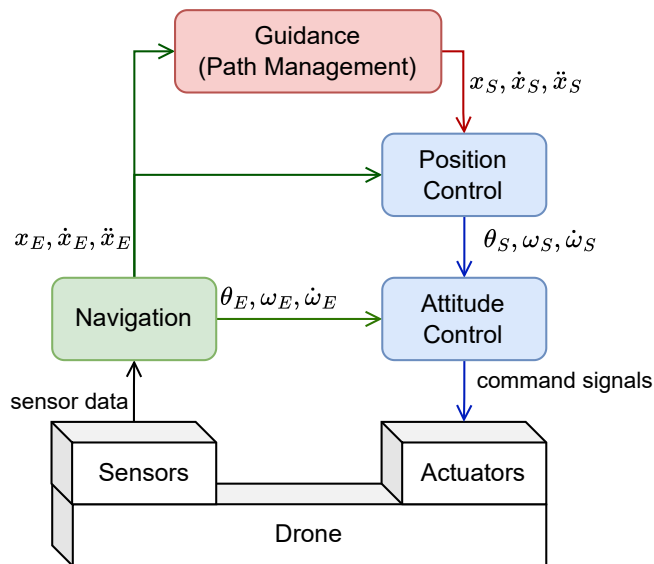 Guidance
(Path Management)
x_S, ẋ_S, ẍ_S
Position
Control
x_E, ẋ_E, ẍ_E
θ_S, ω_S, ω̇_S
θ_E, ω_E, ω̇_E
Navigation
Attitude
Control
sensor data
command signals
Sensors
Actuators
Drone